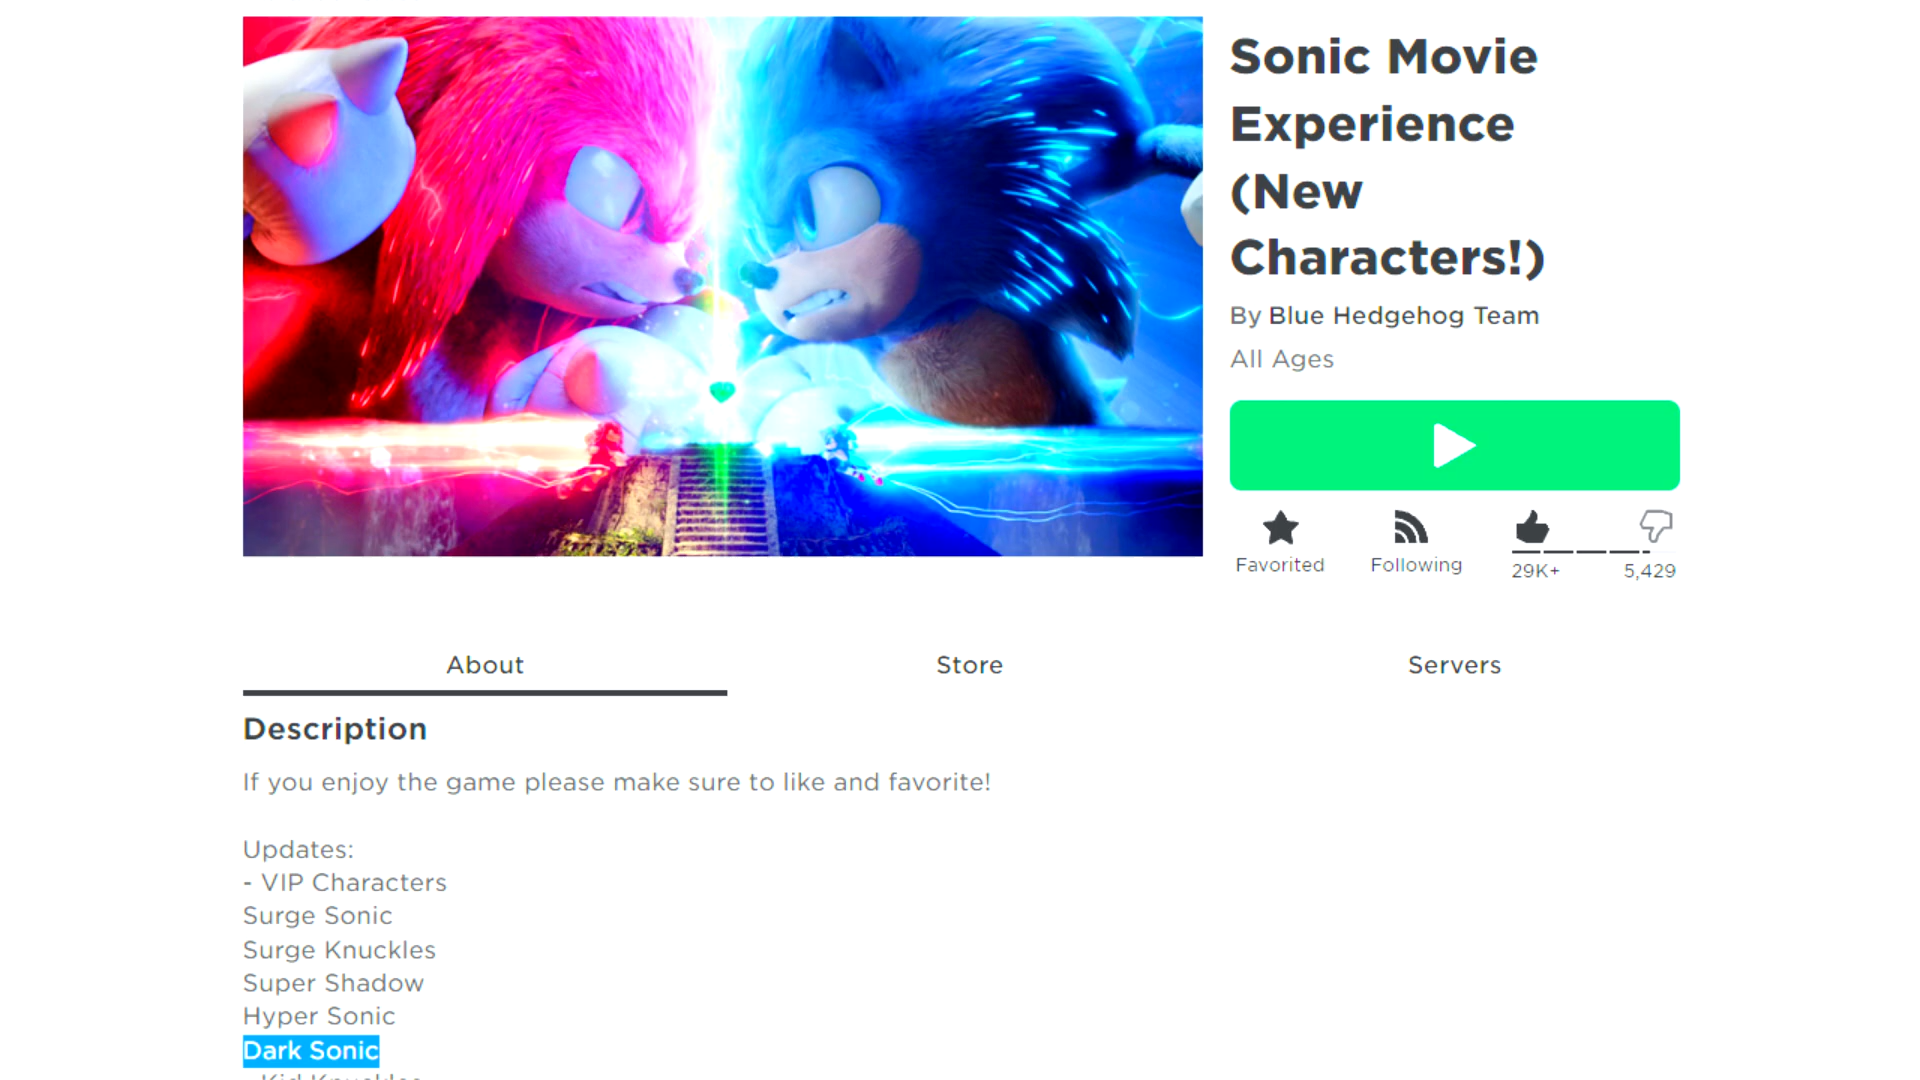 Sonic Movie
Experience
(New
Characters!)
By Blue Hedgehog Team
All Ages
Favorited
Following
29K+
5,429
About
Store
Servers
Description
If you enjoy the game please make sure to like and favorite!
Updates:
- VIP Characters
Surge Sonic
Surge Knuckles
Super Shadow
Hyper Sonic
Dark Sonic
- Kid Knuckles